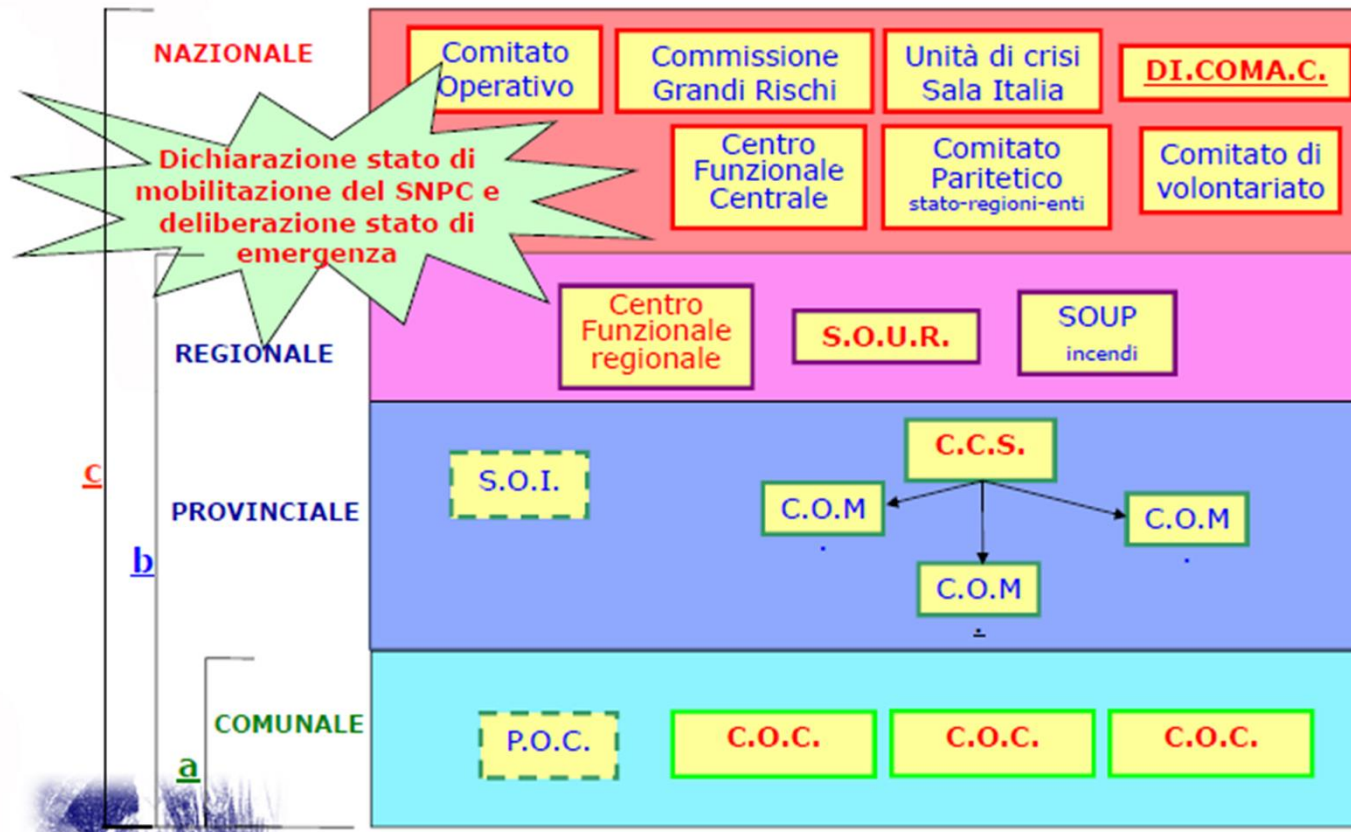 NAZIONALE
Comitato
Operativo
Commissione
Grandi Rischi
Unità di crisi
Sala Italia
DI.COMA.C.
Dichiarazione stato di
mobilitazione del SNPC e
deliberazione stato di
emergenza
Centro
Funzionale
Centrale
Comitato
Paritetico
stato-regioni-enti
Comitato di
volontariato
REGIONALE
Centro
Funzionale
regionale
S.O.U.R.
SOUP
incendi
c
b
PROVINCIALE
S.O.I.
C.C.S.
C.O.M
.
C.O.M
.
C.O.M
.
a
COMUNALE
P.O.C.
C.O.C.
C.O.C.
C.O.C.